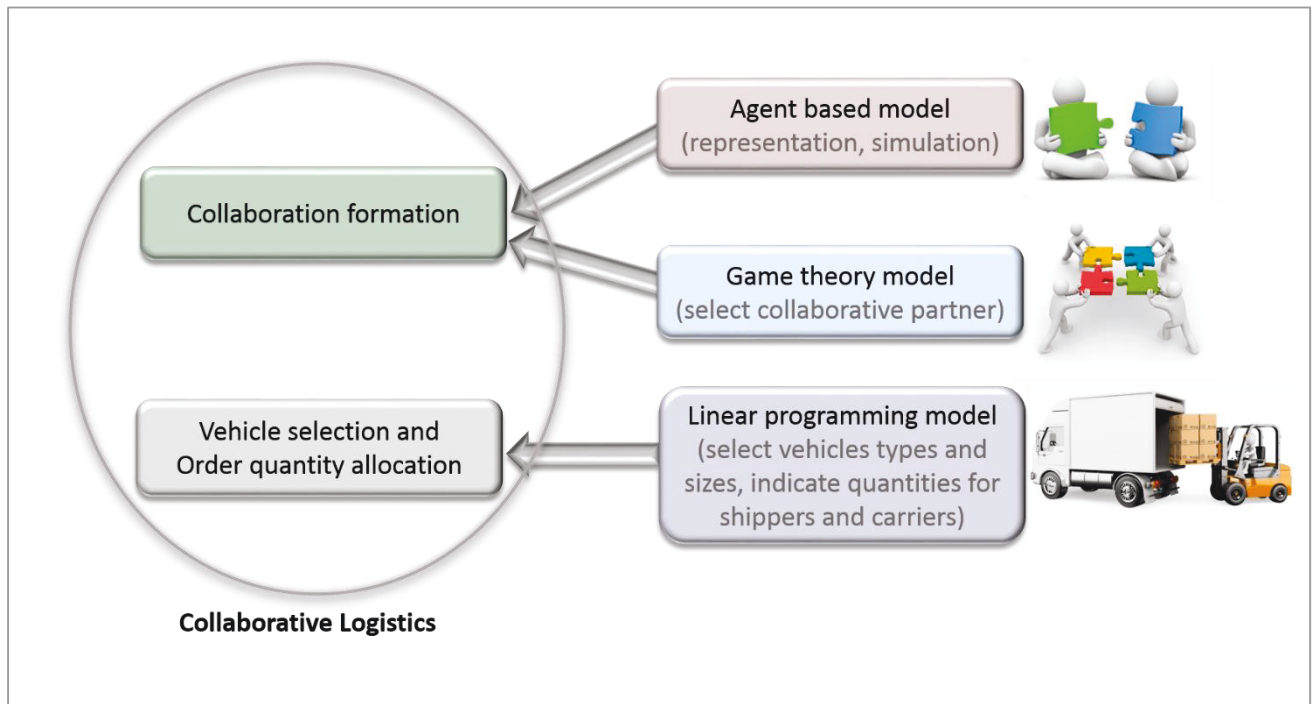 Agent based model
(representation, simulation)
Collaboration formation
Game theory model
(select collaborative partner)
Linear programming model
(select vehicles types and
sizes, indicate quantities for
shippers and carriers)
Vehicle selection and
Order quantity allocation
Collaborative Logistics